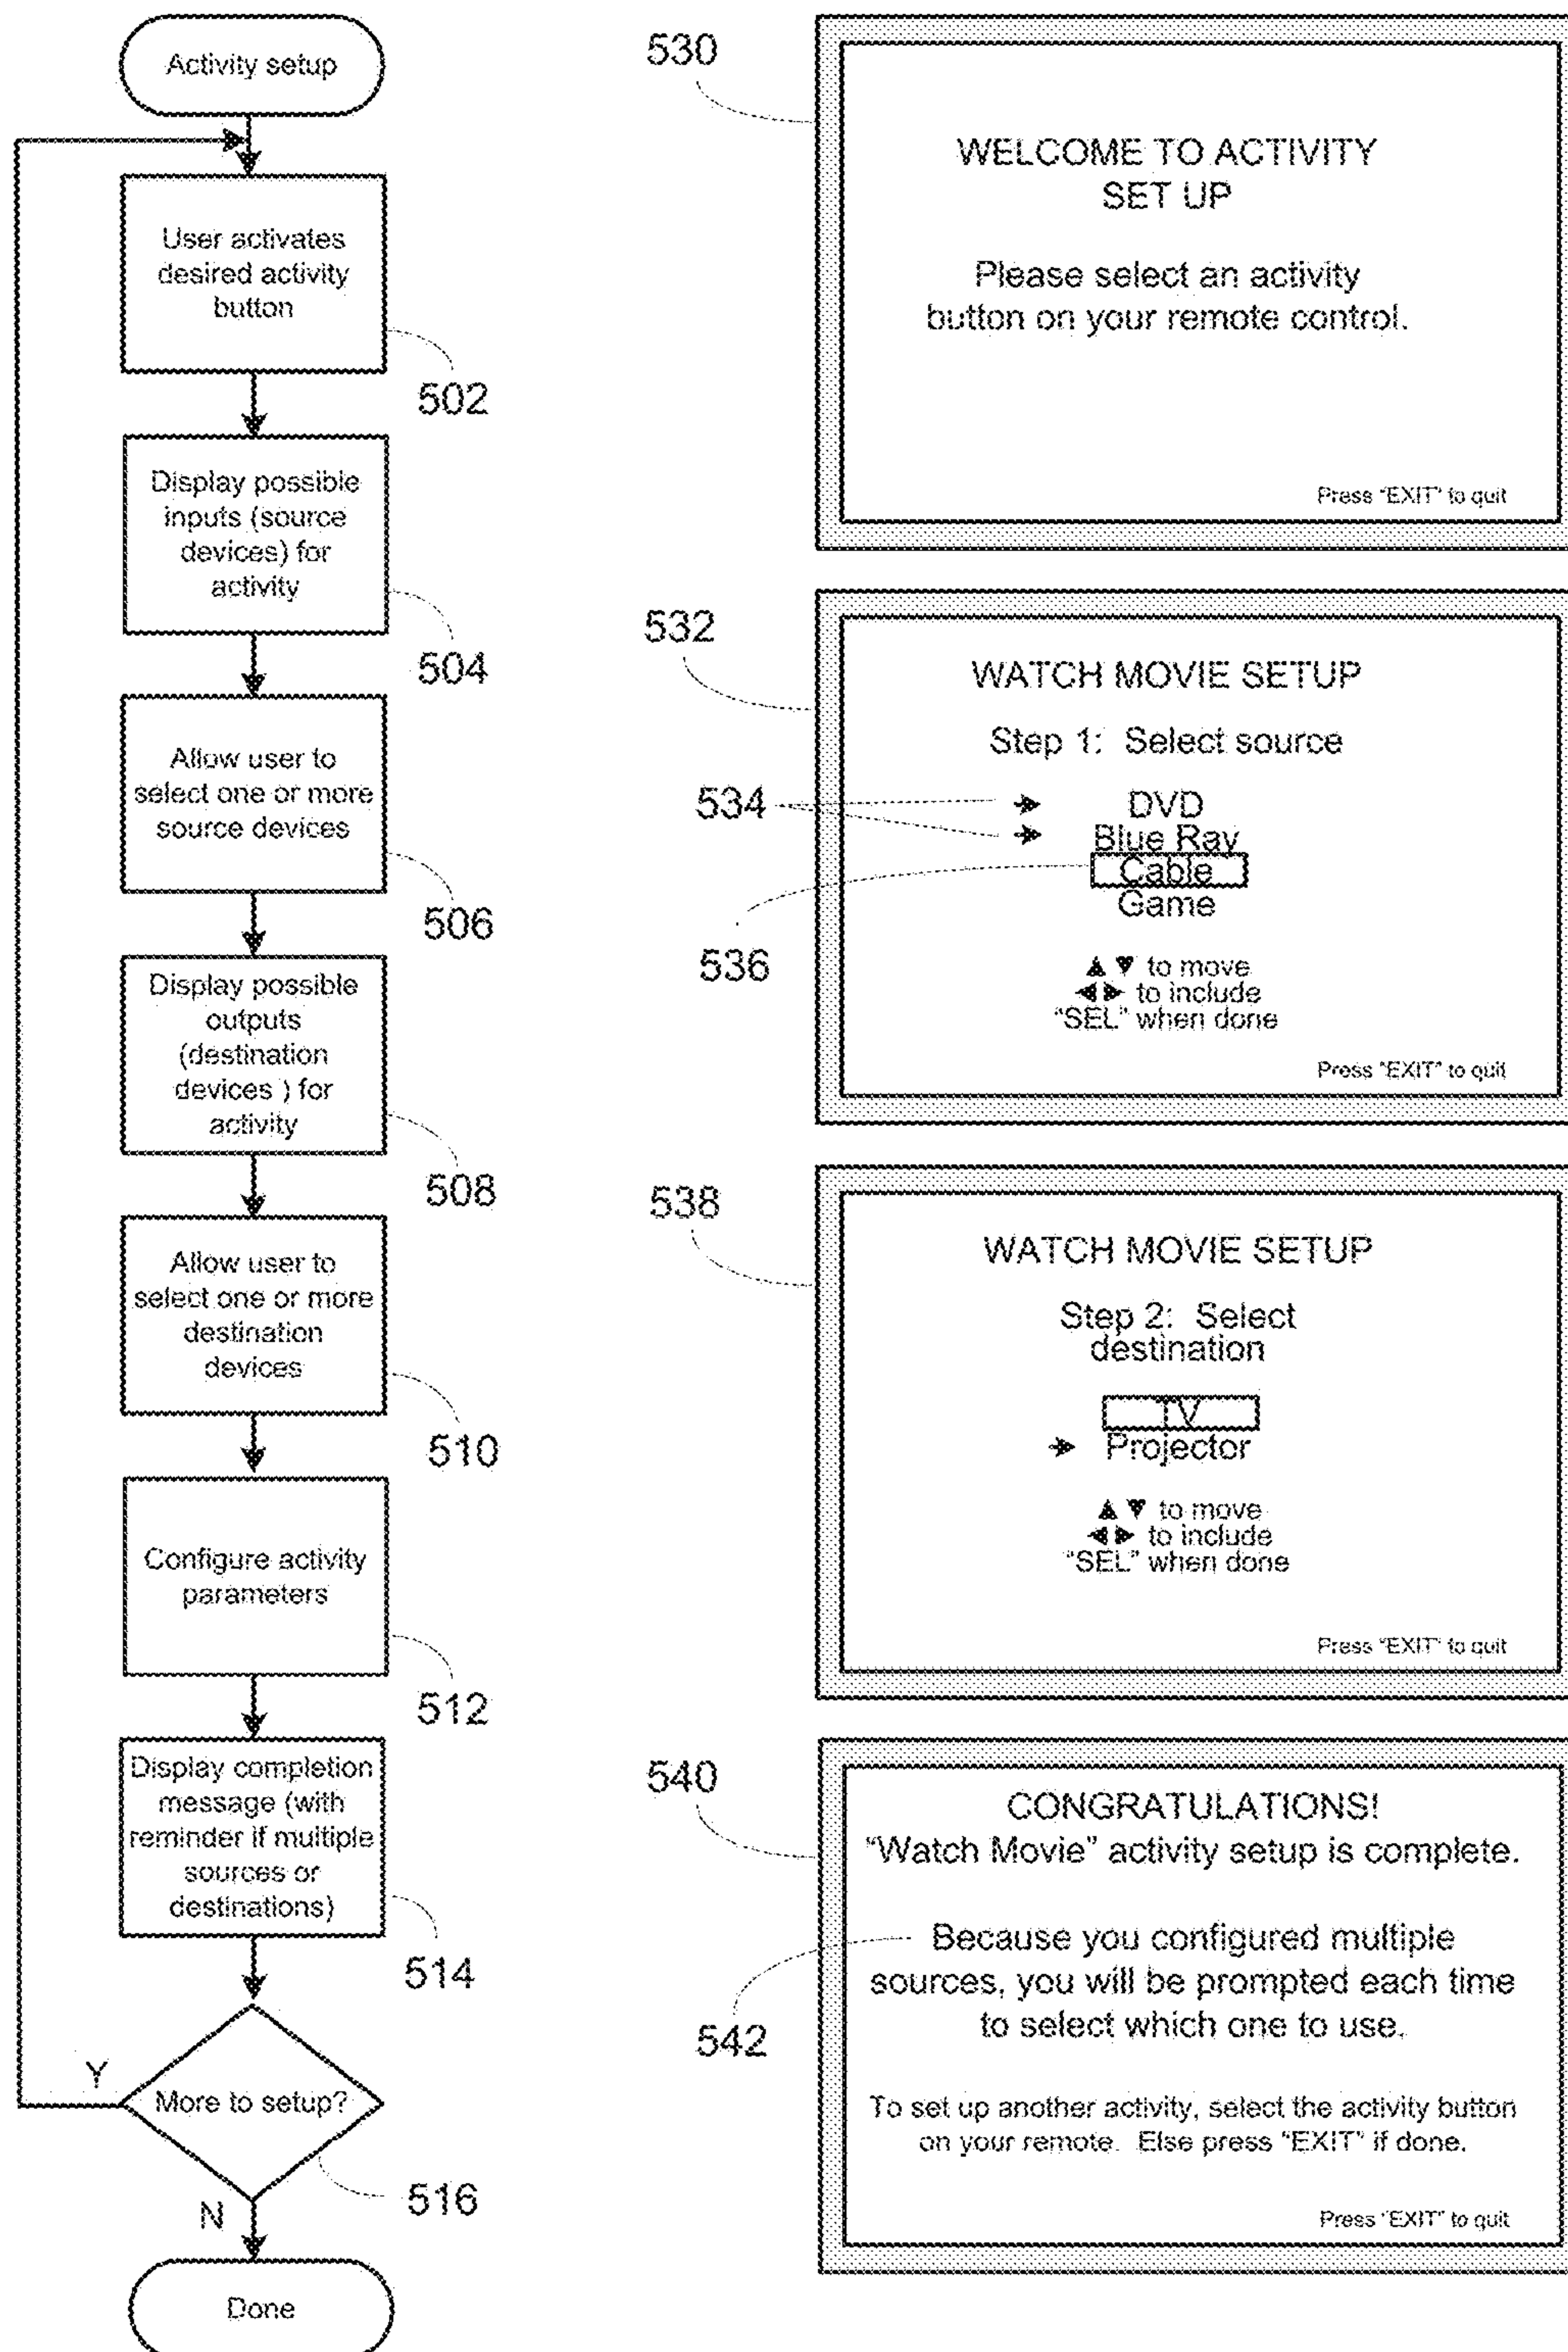 Activity setup
User activates
desired activity
button
502
Display possible
inputs (source
devices) for
activity
504
Allow user to
select one or more
source devices
506
Display possible
outputs
(destination
devices ) for
activity
508
Allow user to
select one or more
destination
devices
510
Configure activity
parameters
512
Display completion
message (with
reminder if multiple
sources or
destinations)
514
Y
More to setup?
516
N
Done
530
WELCOME TO ACTIVITY
SET UP
Please select an activity
button on your remote control.
Press "EXIT" to quit
532
WATCH MOVIE SETUP
Step 1: Select source
534
DVD
Blue Ray
Cable
Game
536
▲ ▼ to move
◀ ▶ to include
"SEL" when done
Press "EXIT" to quit
538
WATCH MOVIE SETUP
Step 2: Select
destination
TV
Projector
▲ ▼ to move
◀ ▶ to include
"SEL" when done
Press "EXIT" to quit
540
CONGRATULATIONS!
"Watch Movie" activity setup is complete.
Because you configured multiple
sources, you will be prompted each time
to select which one to use.
542
To set up another activity, select the activity button
on your remote. Else press "EXIT" if done.
Press "EXIT" to quit